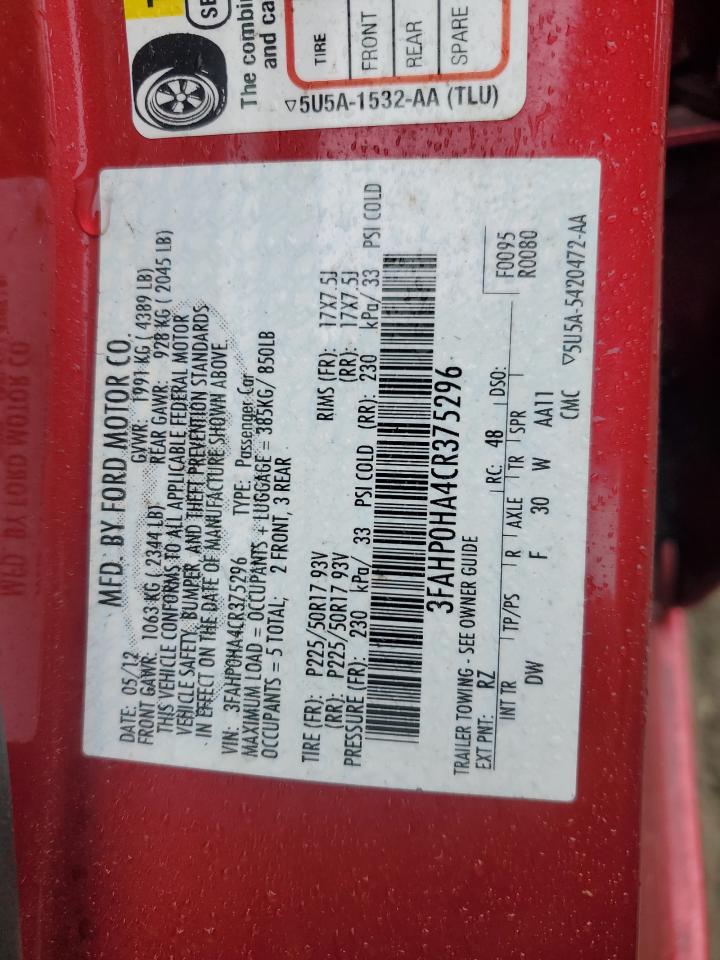 SE
The combin
and ca
TIRE
FRONT
REAR
SPARE
▽5U5A-1532-AA (TLU)
MFD. BY FORD MOTOR CO.
DATE: 05/12 GVWR: 1991 KG ( 4389 LB)
FRONT GAWR: 1063 KG ( 2344 LB) REAR GAWR: 928 KG ( 2045 LB)
THIS VEHICLE CONFORMS TO ALL APPLICABLE FEDERAL MOTOR
VEHICLE SAFETY, BUMPER, AND THEFT PREVENTION STANDARDS
IN EFFECT ON THE DATE OF MANUFACTURE SHOWN ABOVE.
VIN: 3FAHP0HA4CR375296 TYPE: Passenger Car
MAXIMUM LOAD = OCCUPANTS + LUGGAGE = 385KG/ 850LB
OCCUPANTS = 5 TOTAL; 2 FRONT, 3 REAR
TIRE (FR): P225/50R17 93V RIMS (FR): 17X7.5J
(RR): P225/50R17 93V (RR): 17X7.5J
PRESSURE (FR): 230 kPa/ 33 PSI COLD (RR): 230 kPa/ 33 PSI COLD
3FAHP0HA4CR375296
TRAILER TOWING - SEE OWNER GUIDE F0095
EXT PNT: RZ RC: 48 DSO: R0080
INT TR TP/PS R AXLE TR SPR
DW F 30 W AA11
CMC ▽5U5A-5420472-AA